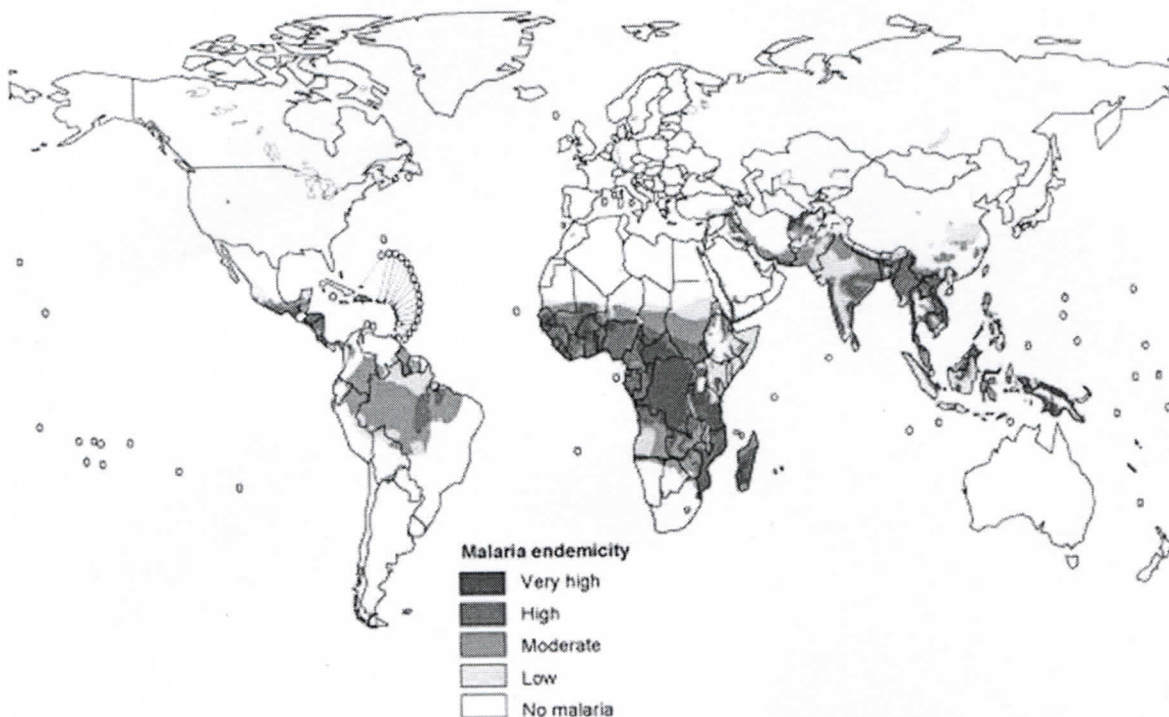 Malaria endemicity
Very high
High
Moderate
Low
No malaria